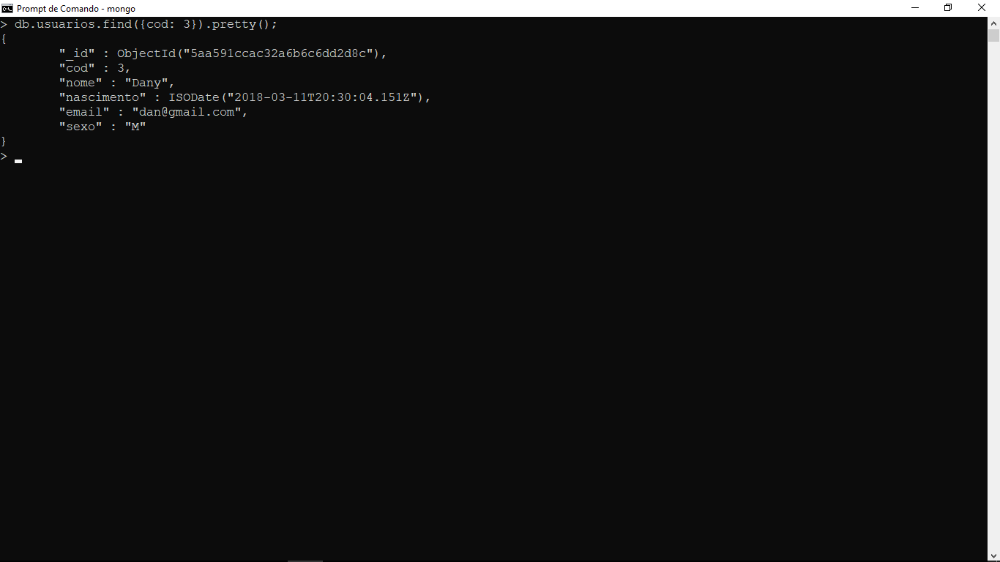 Prompt de Comando - mongo
> db.usuarios.find({cod: 3}).pretty();
{
"_id" : ObjectId("5aa591ccac32a6b6c6dd2d8c"),
"cod" : 3,
"nome" : "Dany",
"nascimento" : ISODate("2018-03-11T20:30:04.151Z"),
"email" : "dan@gmail.com",
"sexo" : "M"
}
>